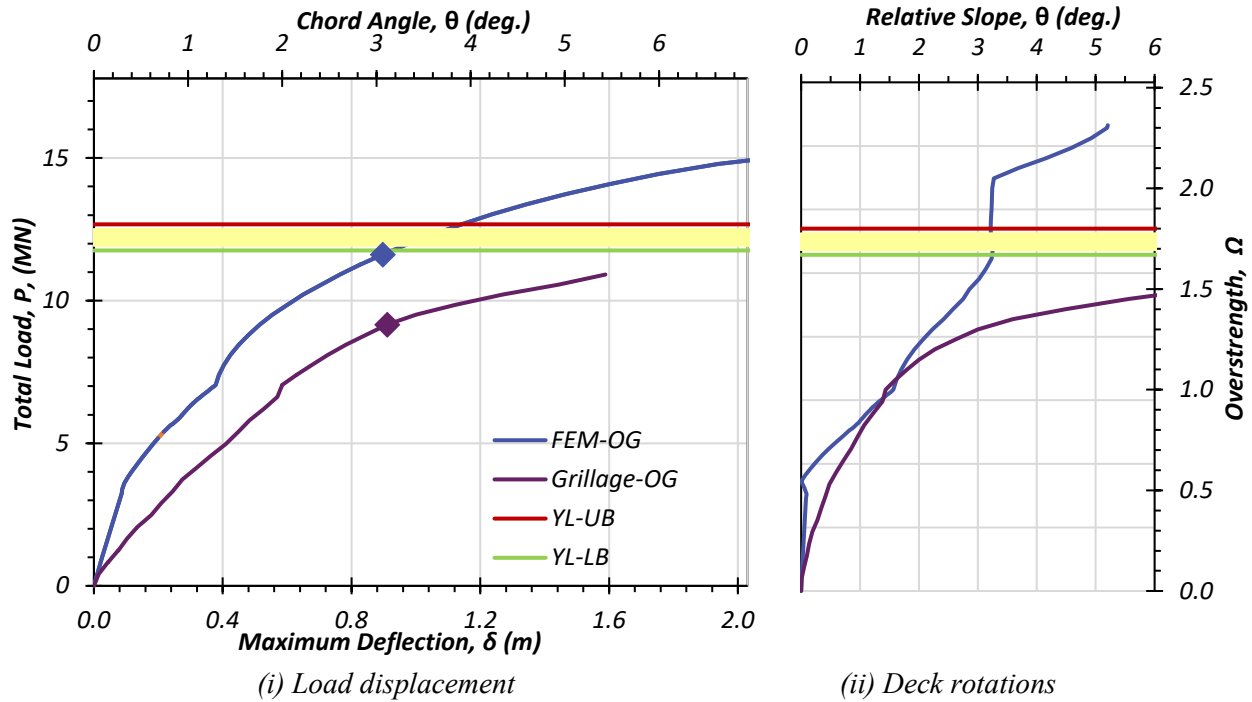 Chord Angle, θ (deg.)
0 1 2 3 4 5 6
Total Load, P, (MN)
15
10
5
0
FEM-OG
Grillage-OG
YL-UB
YL-LB
0.0 0.4 0.8 1.2 1.6 2.0
Maximum Deflection, δ (m)
(i) Load displacement
Relative Slope, θ (deg.)
0 1 2 3 4 5 6
2.5
2.0
1.5
1.0
0.5
0.0
Overstrength, Ω
(ii) Deck rotations